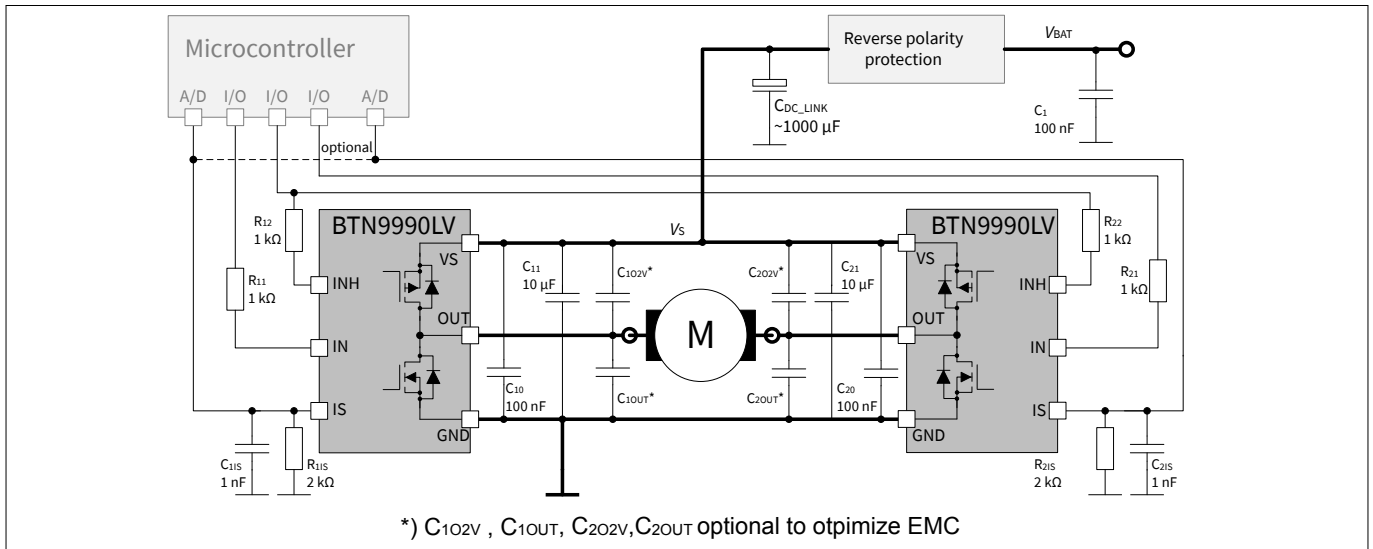 Microcontroller
A/D I/O I/O I/O A/D
optional
Reverse polarity
protection
VBAT
CDC_LINK
~1000 µF
C1
100 nF
R12
1 kΩ
R11
1 kΩ
BTN9990LV
VS
INH
OUT
IN
IS
GND
C1IS
1 nF
R1IS
2 kΩ
VS
C11
10 µF
C1O2V*
C10
100 nF
C1OUT*
M
C2O2V*
C21
10 µF
C2OUT*
C20
100 nF
BTN9990LV
VS
INH
OUT
IN
IS
GND
R22
1 kΩ
R21
1 kΩ
R2IS
2 kΩ
C2IS
1 nF
*) C1O2V , C1OUT, C2O2V,C2OUT optional to otpimize EMC